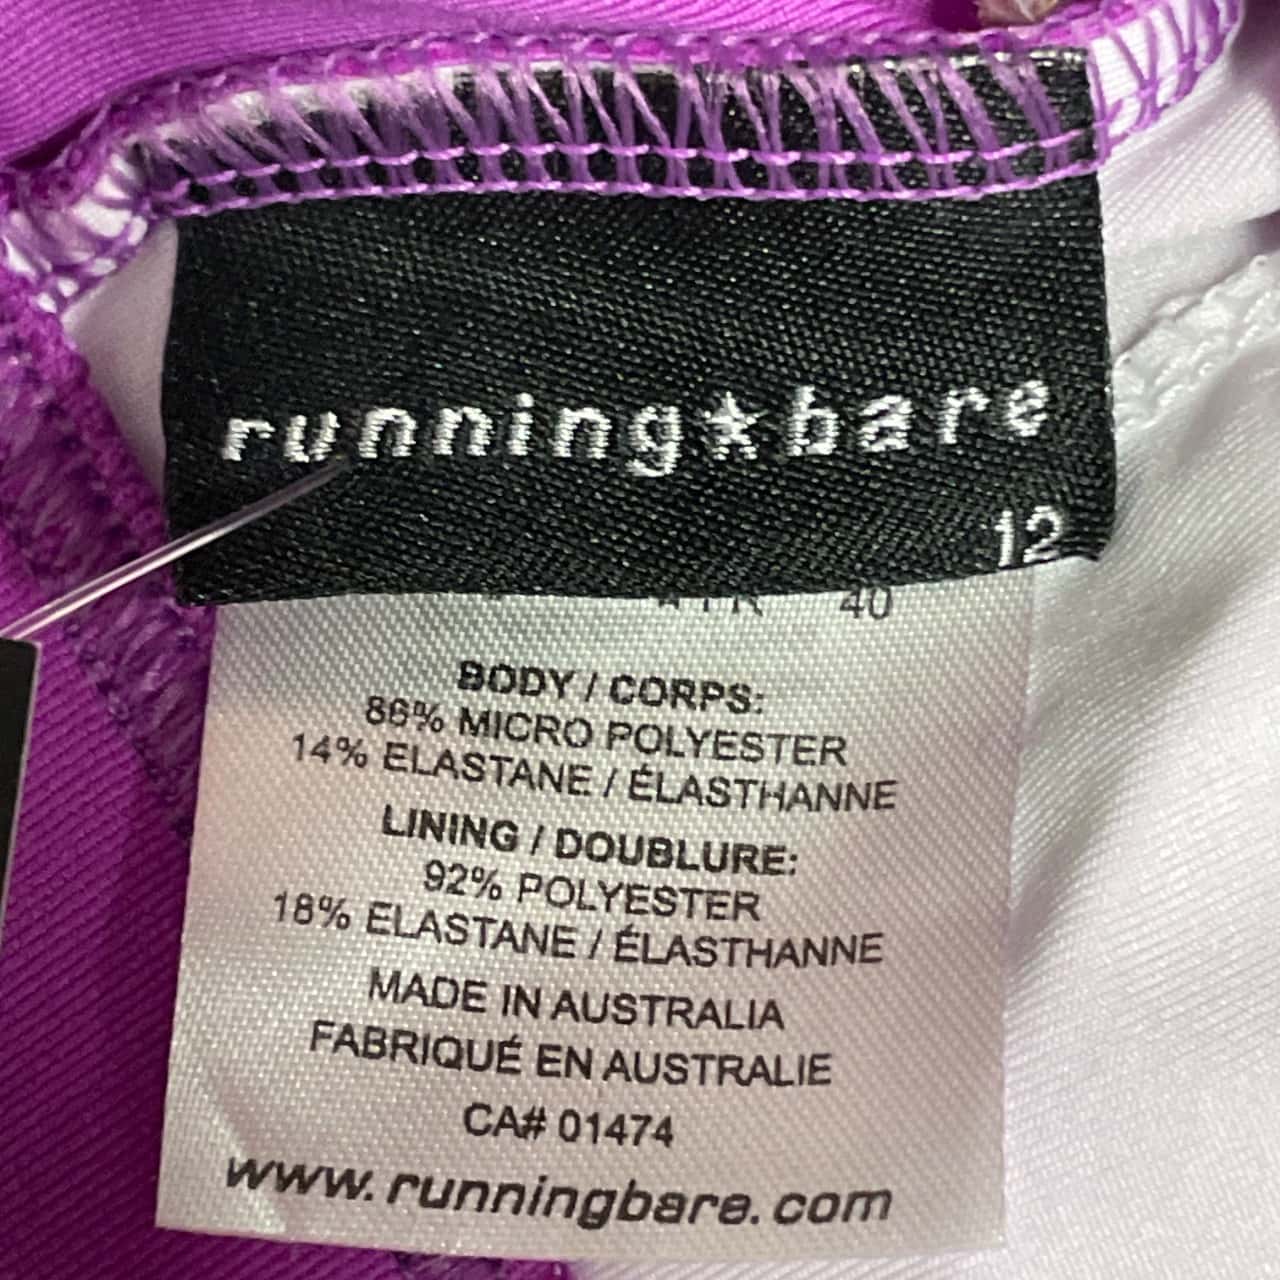 running★bare
12
40
BODY / CORPS:
86% MICRO POLYESTER
14% ELASTANE / ÉLASTHANNE
LINING / DOUBLURE:
92% POLYESTER
18% ELASTANE / ÉLASTHANNE
MADE IN AUSTRALIA
FABRIQUÉ EN AUSTRALIE
CA# 01474
www.runningbare.com